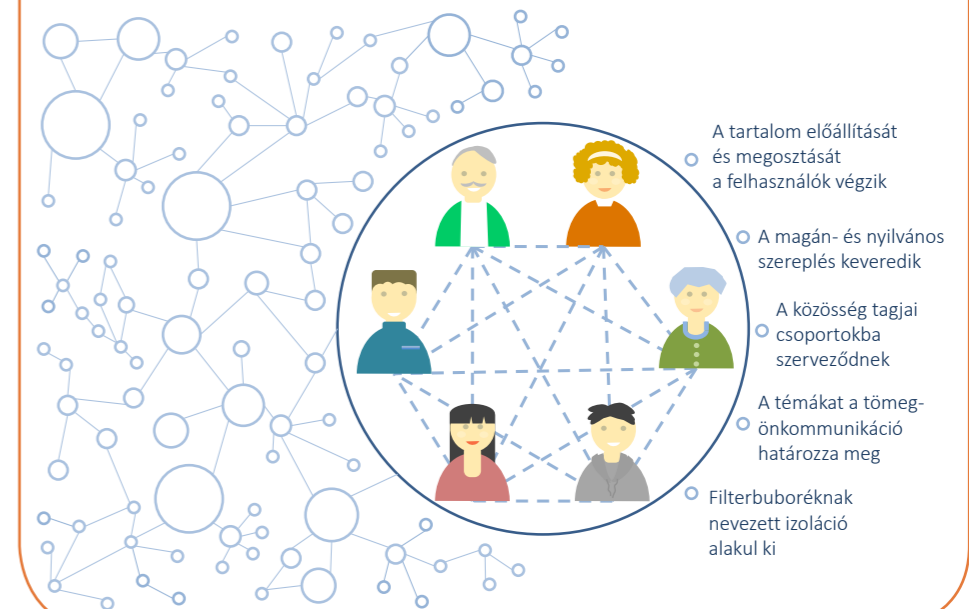 A tartalom előállítását
és megosztását
a felhasználók végzik
A magán- és nyilvános
szereplés keveredik
A közösség tagjai
csoportokba
szerveződnek
A témákat a tömeg-
önkommunikáció
határozza meg
Filterbuboréknak
nevezett izoláció
alakul ki